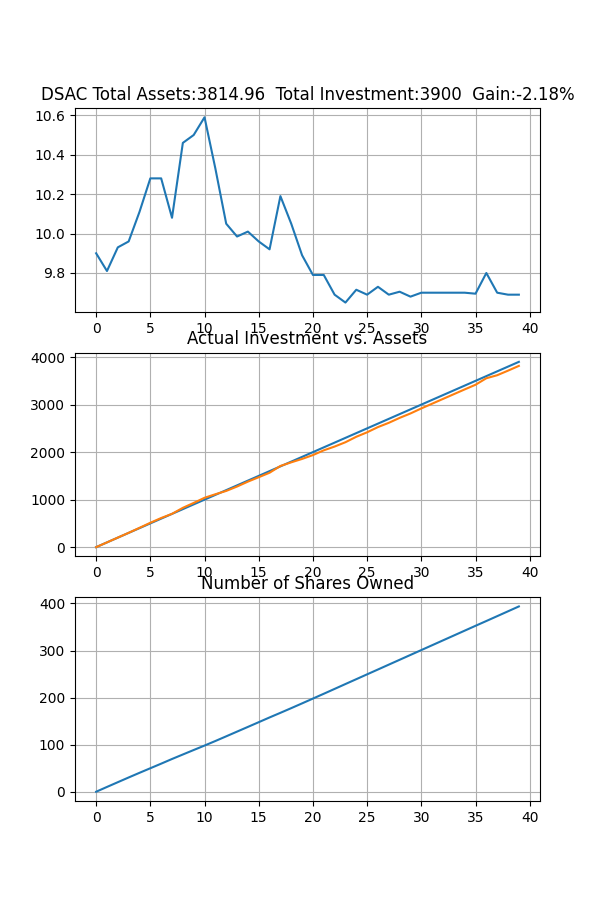 DSAC Total Assets:3814.96 Total Investment:3900 Gain:-2.18%
10.6
10.4
10.2
10.0
9.8
0 5 10 15 20 25 30 35 40
Actual Investment vs. Assets
4000
3000
2000
1000
0
0 5 10 15 20 25 30 35 40
Number of Shares Owned
400
300
200
100
0
0 5 10 15 20 25 30 35 40